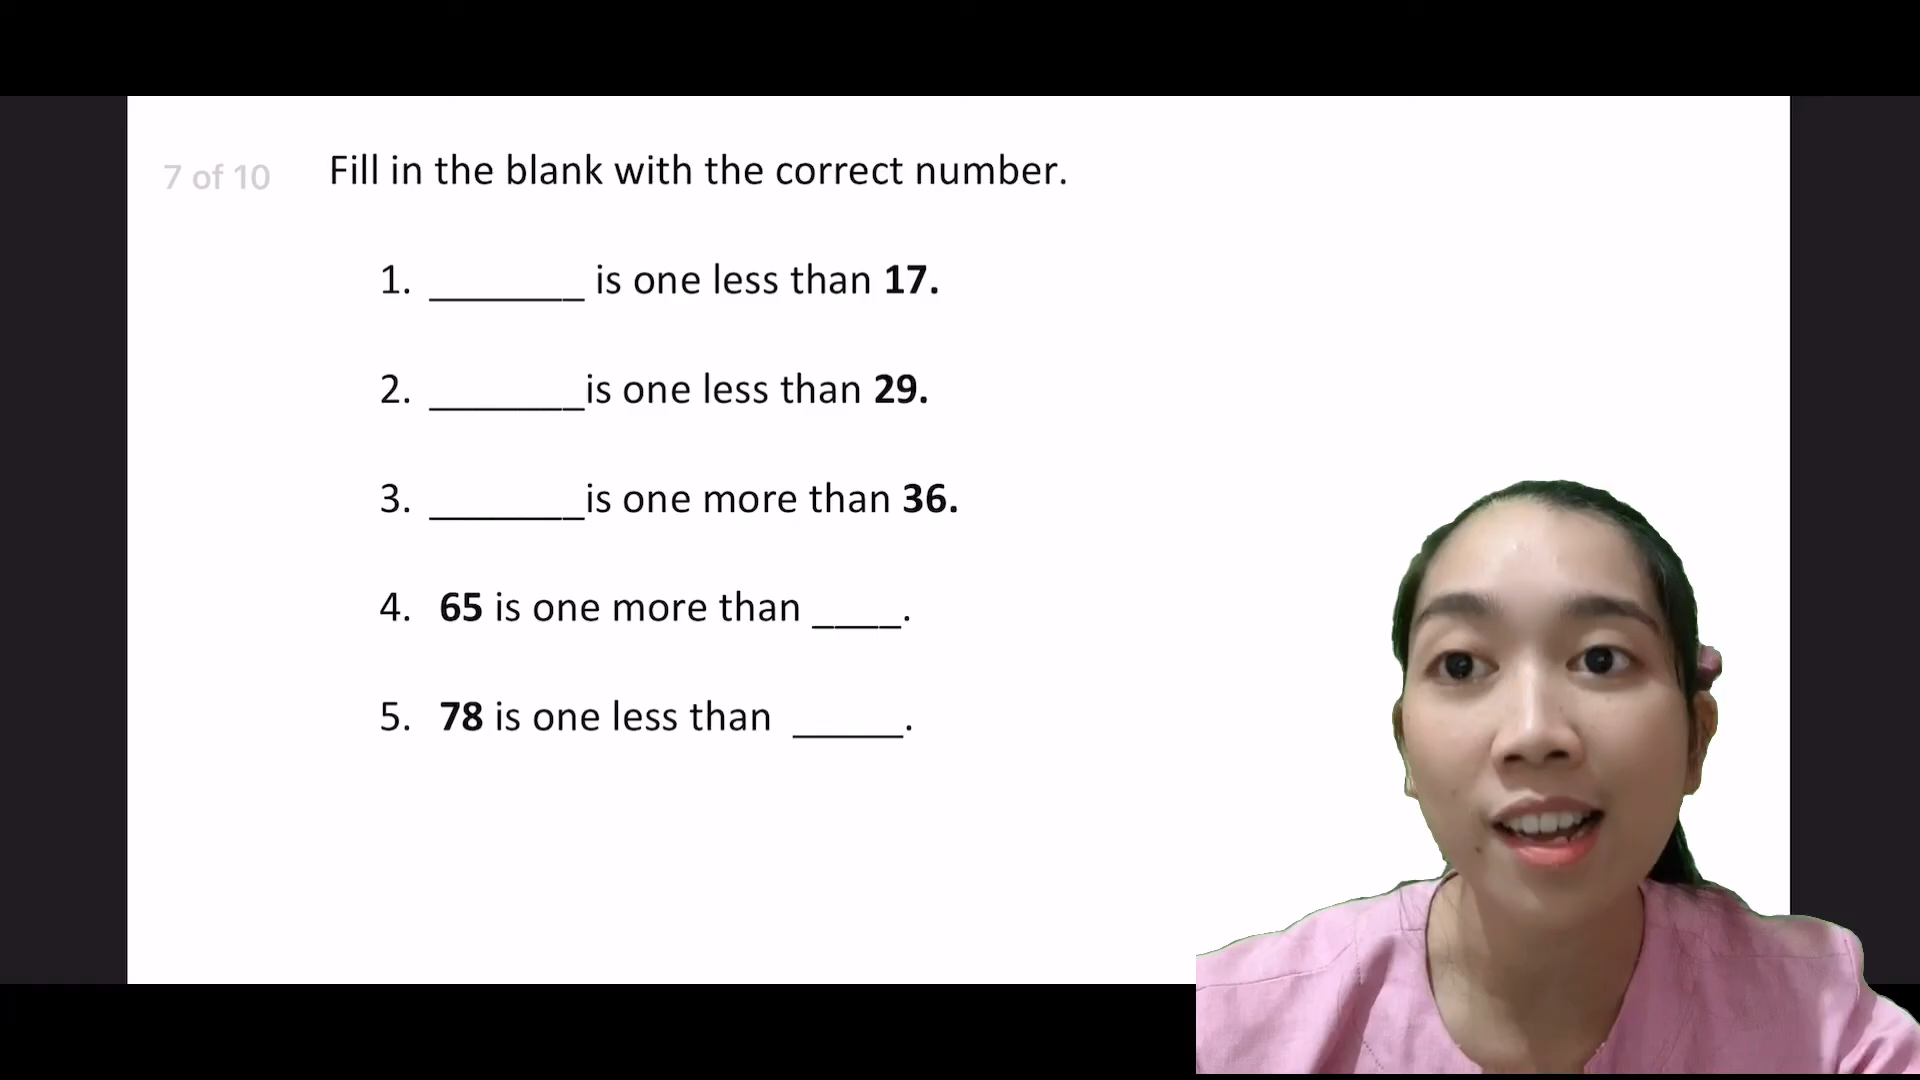 7 of 10
Fill in the blank with the correct number.
1. _______ is one less than 17.
2. _______is one less than 29.
3. _______is one more than 36.
4. 65 is one more than ____.
5. 78 is one less than _____.